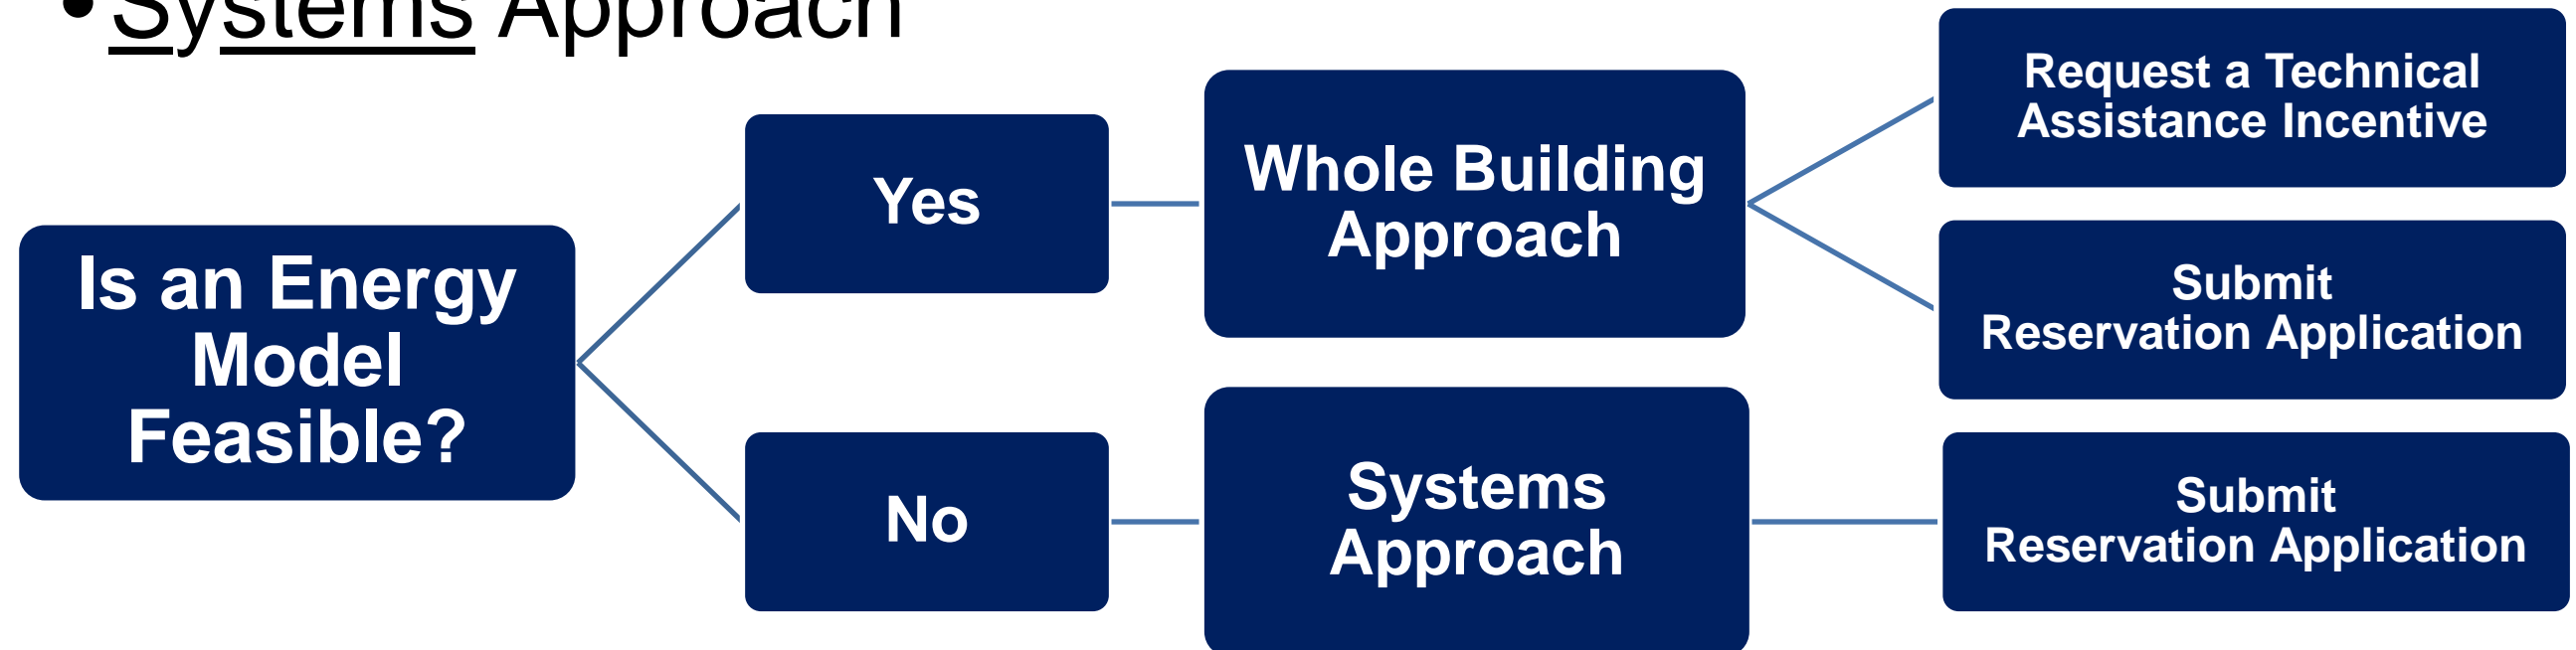 • Systems Approach
Is an Energy
Model
Feasible?
Yes
Whole Building
Approach
Request a Technical
Assistance Incentive
Submit
Reservation Application
No
Systems
Approach
Submit
Reservation Application